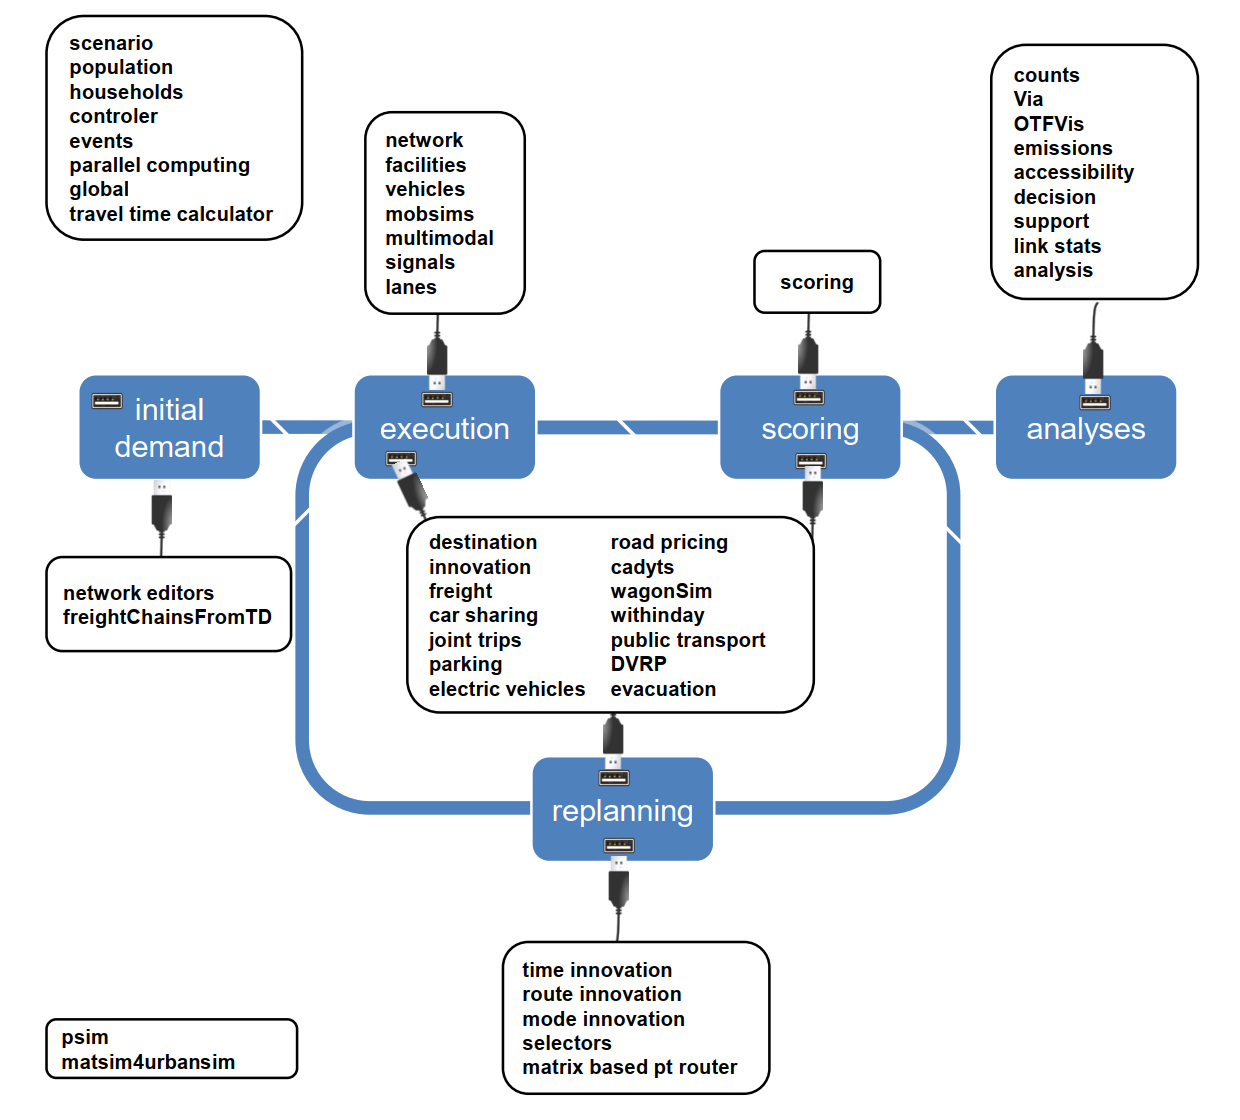 scenario
population
households
controler
events
parallel computing
global
travel time calculator
network
facilities
vehicles
mobsims
multimodal
signals
lanes
scoring
counts
Via
OTFVis
emissions
accessibility
decision
support
link stats
analysis
initial
demand
execution
scoring
analyses
network editors
freightChainsFromTD
destination
innovation
freight
car sharing
joint trips
parking
electric vehicles
road pricing
cadyts
wagonSim
withinday
public transport
DVRP
evacuation
replanning
time innovation
route innovation
mode innovation
selectors
matrix based pt router
psim
matsim4urbansim